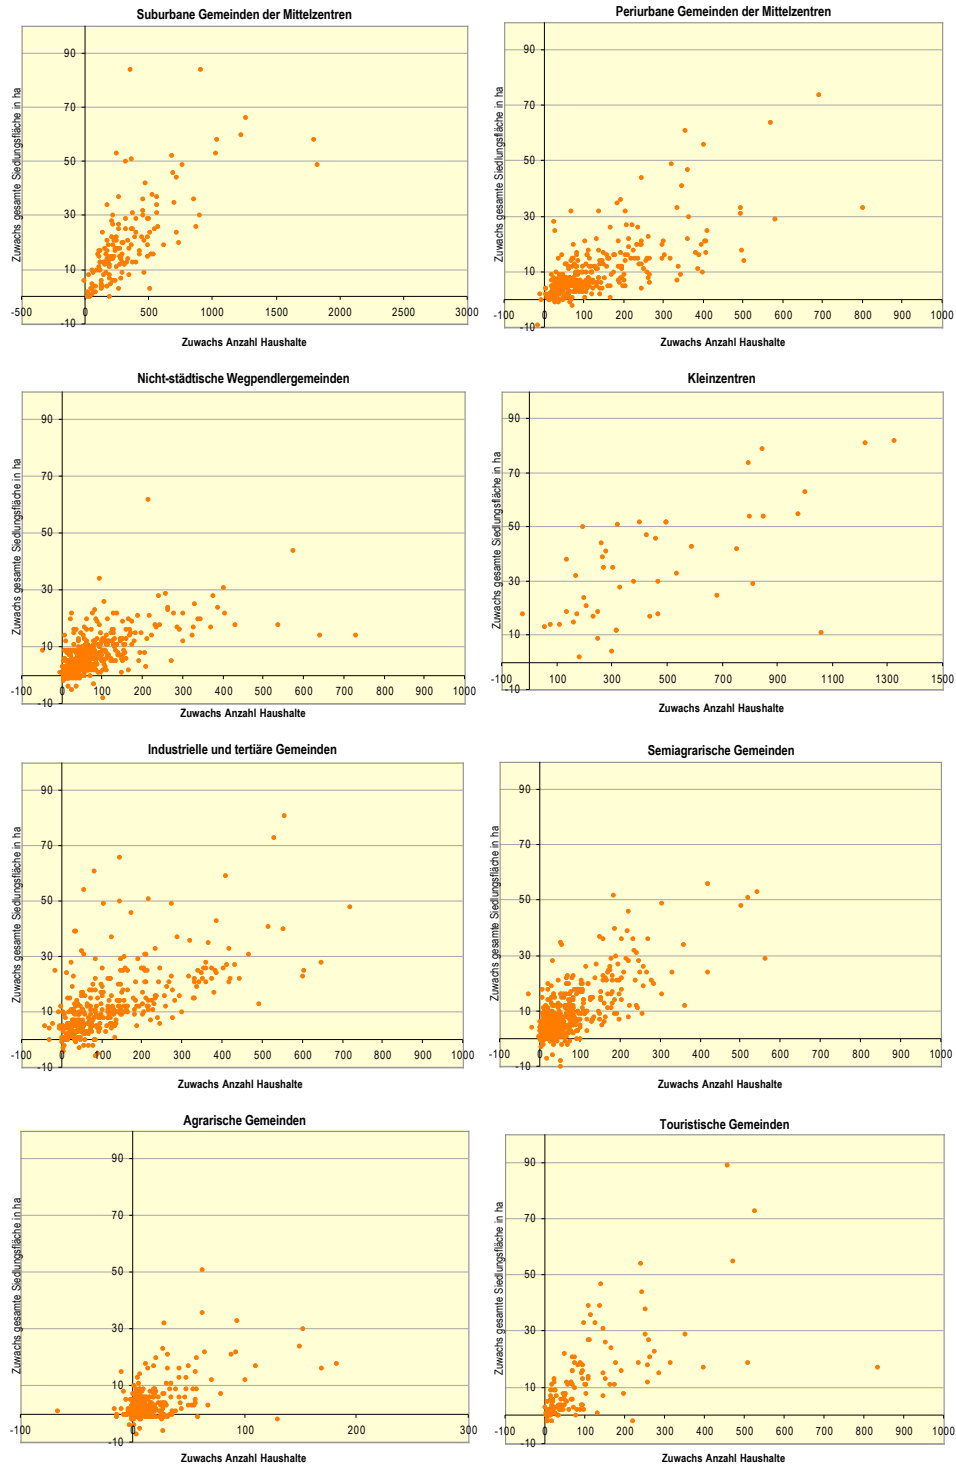 Suburbane Gemeinden der Mittelzentren
Zuwachs gesamte Siedlungsfläche in ha
90
70
50
30
10
-10
-500 0 500 1000 1500 2000 2500 3000
Zuwachs Anzahl Haushalte
Periurbane Gemeinden der Mittelzentren
Zuwachs gesamte Siedlungsfläche in ha
90
70
50
30
10
-10
-100 0 100 200 300 400 500 600 700 800 900 1000
Zuwachs Anzahl Haushalte
Nicht-städtische Wegpendlergemeinden
Zuwachs gesamte Siedlungsfläche in ha
90
70
50
30
10
-10
-100 0 100 200 300 400 500 600 700 800 900 1000
Zuwachs Anzahl Haushalte
Kleinzentren
Zuwachs gesamte Siedlungsfläche in ha
90
70
50
30
10
-10
-100 100 300 500 700 900 1100 1300 1500
Zuwachs Anzahl Haushalte
Industrielle und tertiäre Gemeinden
Zuwachs gesamte Siedlungsfläche in ha
90
70
50
30
10
-10
-100 0 100 200 300 400 500 600 700 800 900 1000
Zuwachs Anzahl Haushalte
Semiagrarische Gemeinden
Zuwachs gesamte Siedlungsfläche in ha
90
70
50
30
10
-10
-100 0 100 200 300 400 500 600 700 800 900 1000
Zuwachs Anzahl Haushalte
Agrarische Gemeinden
Zuwachs gesamte Siedlungsfläche in ha
90
70
50
30
10
-10
-100 0 100 200 300
Zuwachs Anzahl Haushalte
Touristische Gemeinden
Zuwachs gesamte Siedlungsfläche in ha
90
70
50
30
10
-10
-100 0 100 200 300 400 500 600 700 800 900 1000
Zuwachs Anzahl Haushalte